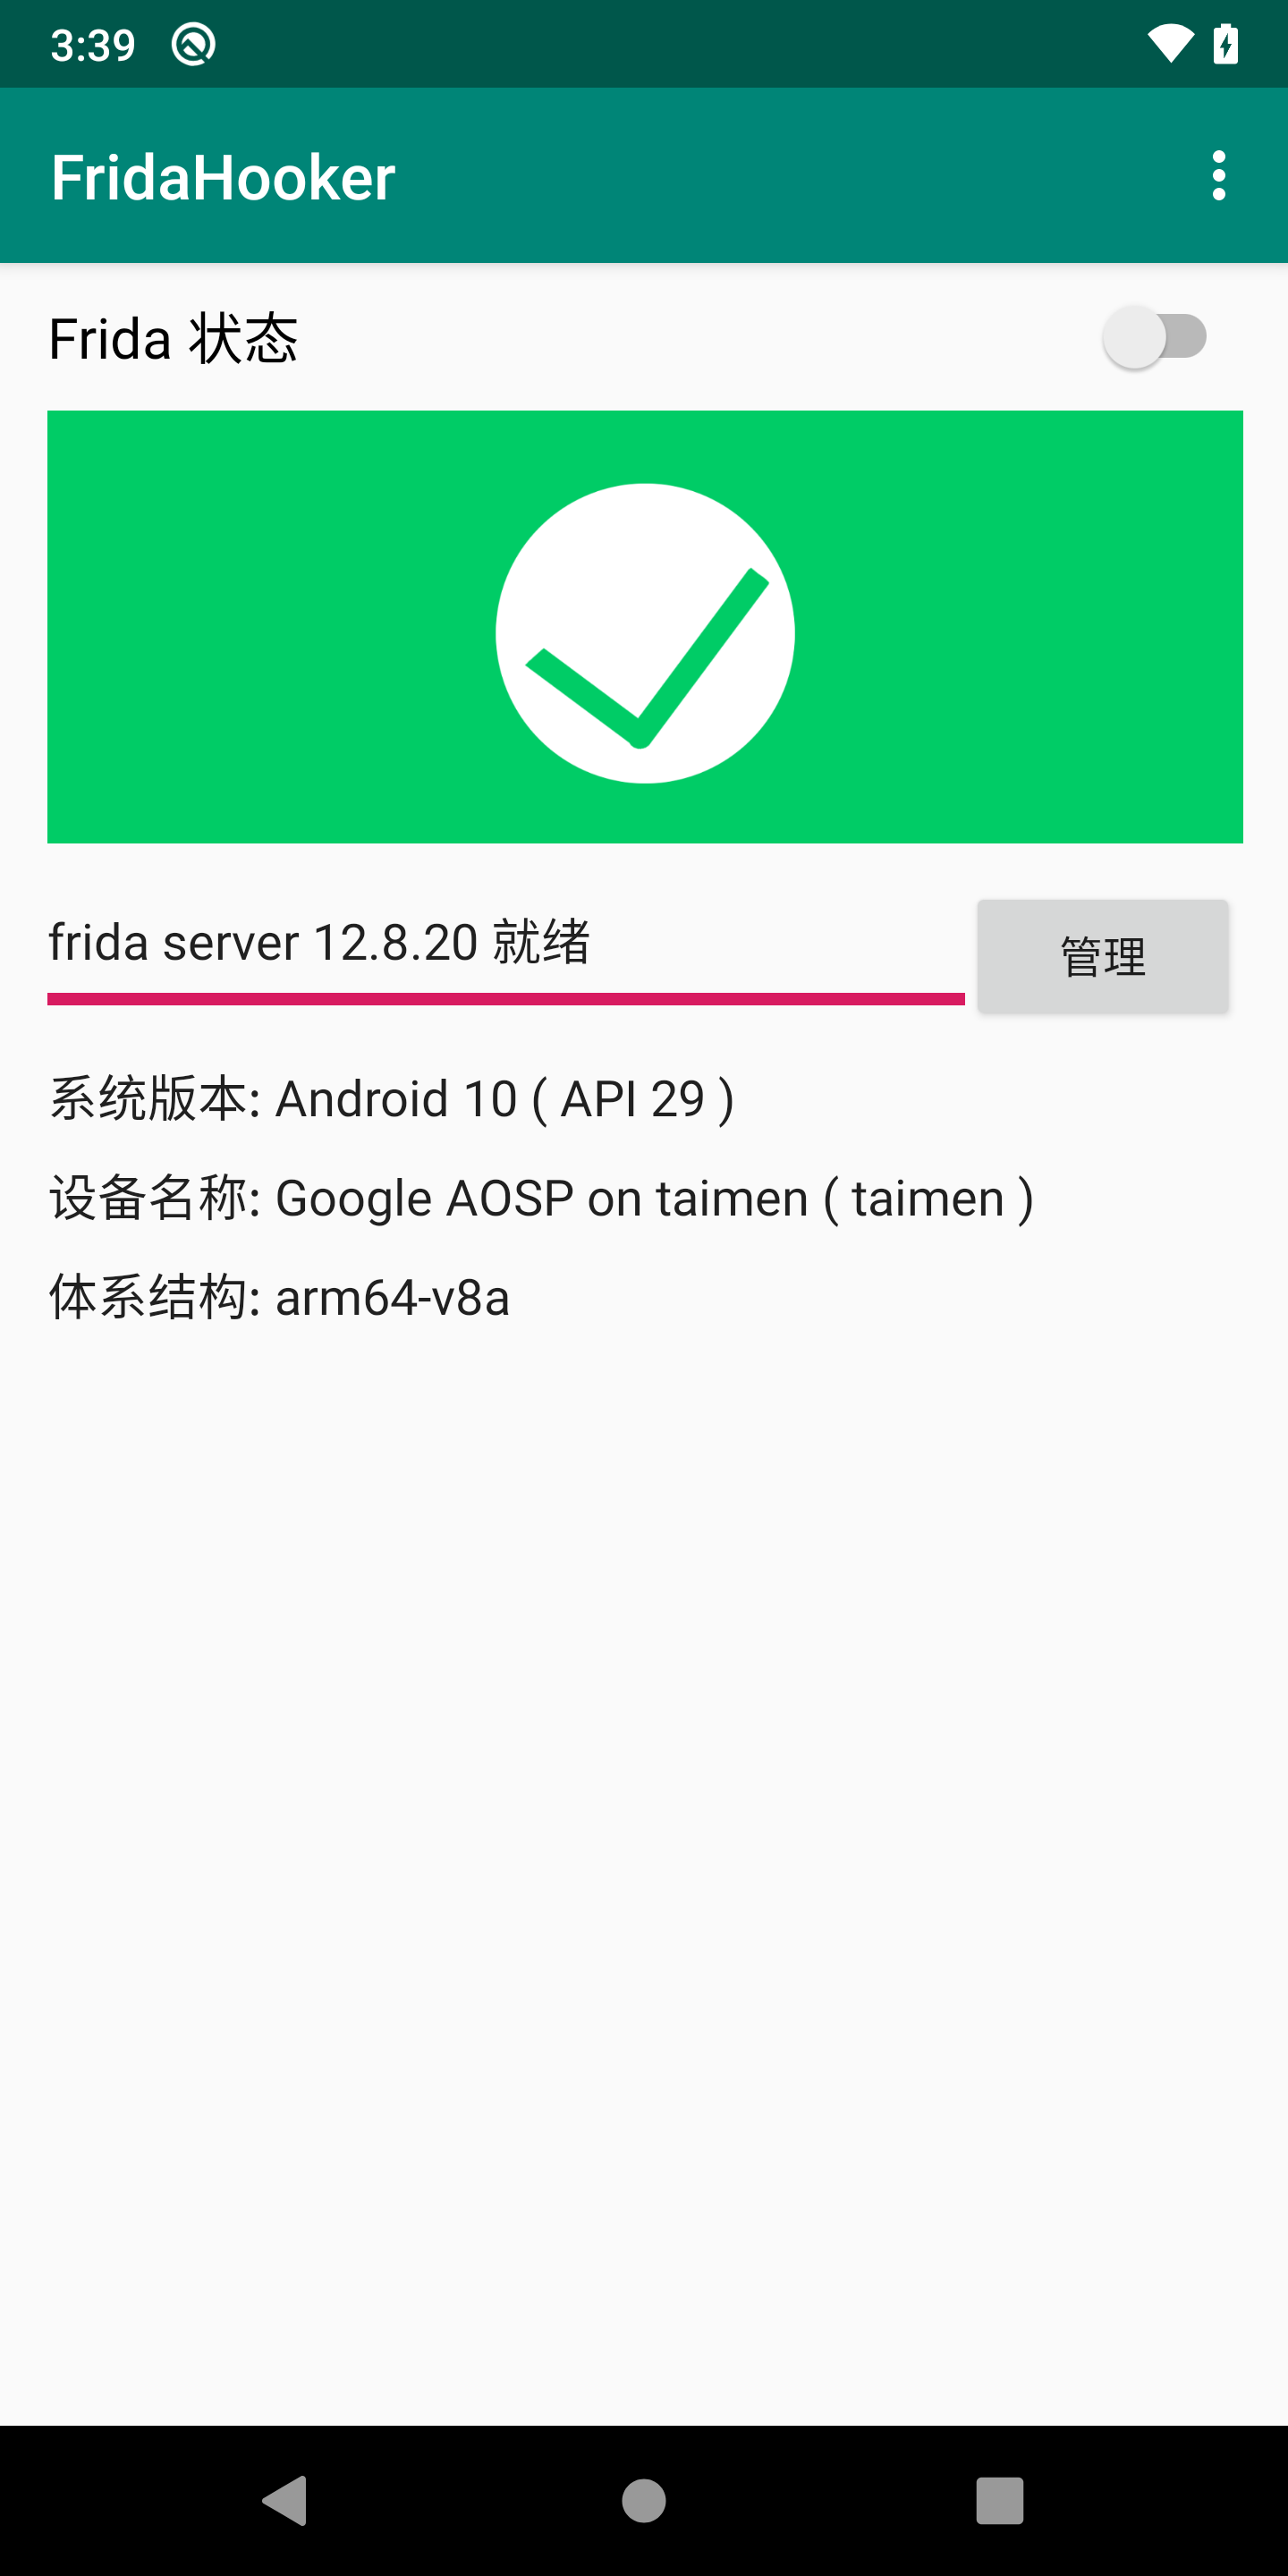 3:39
FridaHooker
Frida 状态
frida server 12.8.20 就绪
管理
系统版本: Android 10 ( API 29 )
设备名称: Google AOSP on taimen ( taimen )
体系结构: arm64-v8a